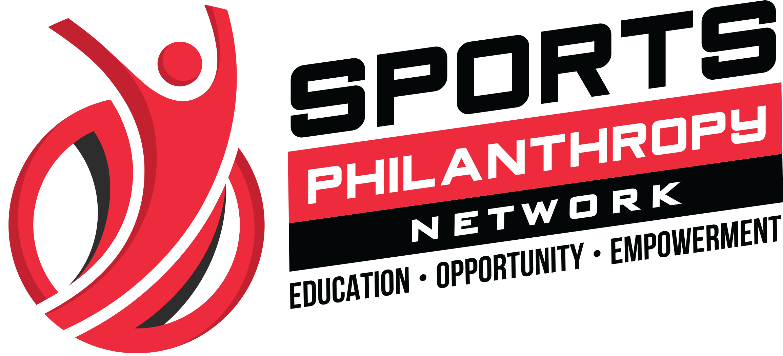 SPORTS
PHILANTHROPY
NETWORK
EDUCATION • OPPORTUNITY • EMPOWERMENT